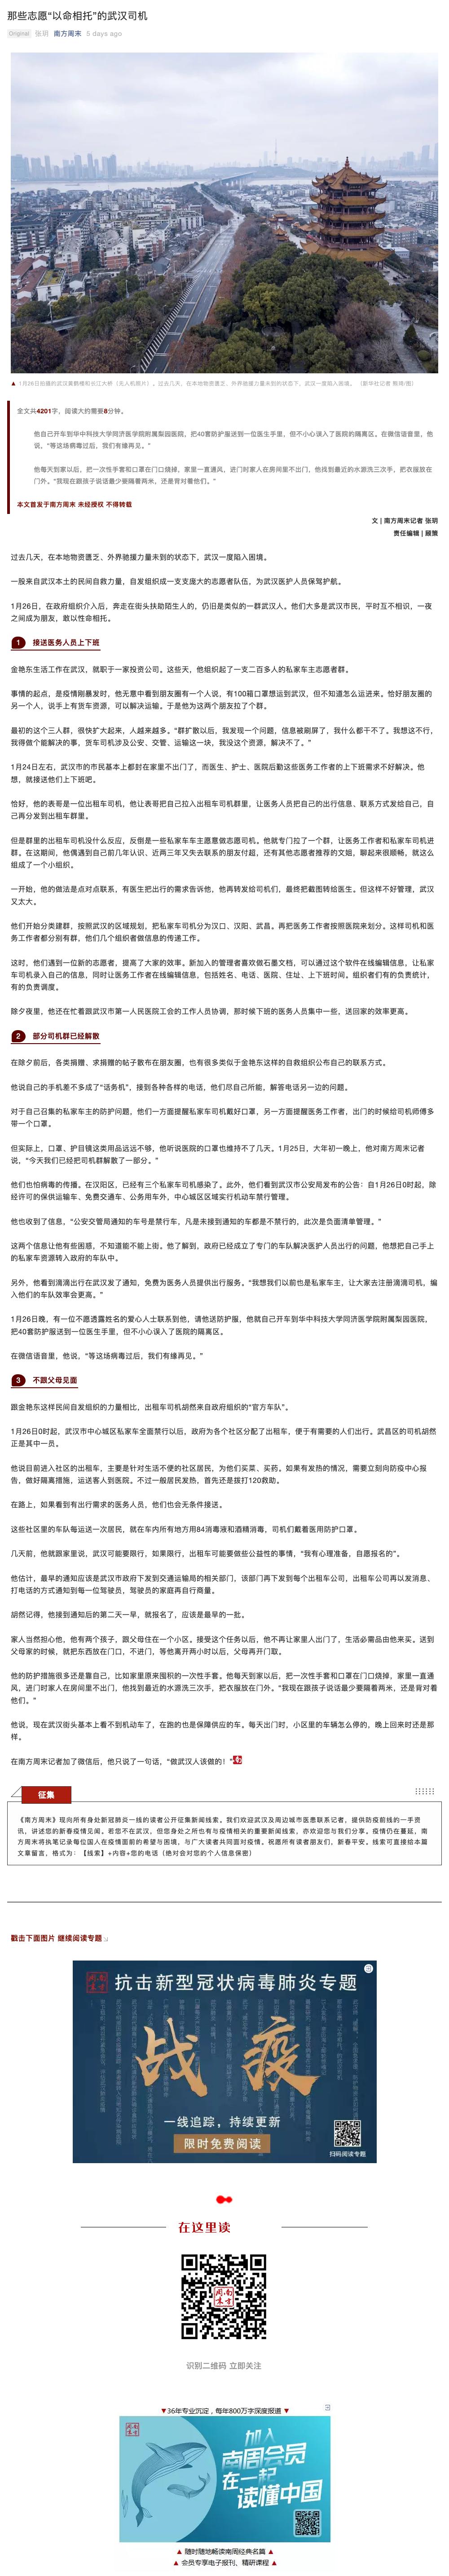 那些志愿“以命相托”的武汉司机
Original 张玥 南方周末 5 days ago
▲ 1月26日拍摄的武汉黄鹤楼和长江大桥（无人机照片）。过去几天，在本地物资匮乏、外界驰援力量未到的状态下，武汉一度陷入困境。（新华社记者 熊琦/图）
全文共4201字，阅读大约需要8分钟。
他自己开车到华中科技大学同济医学院附属梨园医院，把40套防护服送到一位医生手里，但不小心误入了医院的隔离区。在微信语音里，他
说，“等这场病毒过后，我们有缘再见。”
他每天到家以后，把一次性手套和口罩在门口烧掉，家里一直通风，进门时家人在房间里不出门，他找到最近的水源洗三次手，把衣服放在
门外。“我现在跟孩子说话最少要隔着两米，还是背对着他们。”
本文首发于南方周末 未经授权 不得转载
文 | 南方周末记者 张玥
责任编辑 | 顾策
过去几天，在本地物资匮乏、外界驰援力量未到的状态下，武汉一度陷入困境。
一股来自武汉本土的民间自救力量，自发组织成一支支庞大的志愿者队伍，为武汉医护人员保驾护航。
1月26日，在政府组织介入后，奔走在街头扶助陌生人的，仍旧是类似的一群武汉人。他们大多是武汉市民，平时互不相识，一夜
之间成为朋友，敢以性命相托。
1 接送医务人员上下班
金艳东生活工作在武汉，就职于一家投资公司。这些天，他组织起了一支二百多人的私家车主志愿者群。
事情的起点，是疫情刚暴发时，他无意中看到朋友圈有一个人说，有100箱口罩想运到武汉，但不知道怎么运进来。恰好朋友圈的
另一个人，说手上有货车资源，可以解决运输。于是他为这两个朋友拉了个群。
最初的这个三人群，很快扩大起来，人越来越多。“群扩散以后，我发现一个问题，信息被刷屏了，我什么都干不了。我想这不行，
我得做个能解决的事，货车司机涉及公安、交管、运输这一块，我没这个资源，解决不了。”
1月24日左右，武汉市的市民基本上都封在家里不出门了，而医生、护士、医院后勤这些医务工作者的上下班需求不好解决。他
想，就接送他们上下班吧。
恰好，他的表哥是一位出租车司机，他让表哥把自己拉入出租车司机群里，让医务人员把自己的出行信息、联系方式发给自己，自
己再分发到出租车群里。
但是群里的出租车司机没什么反应，反倒是一些私家车车主愿意做志愿司机。他就专门拉了一个群，让医务工作者和私家车司机进
群。在这期间，他偶遇到自己前几年认识、近两三年又失去联系的朋友付超，还有其他志愿者推荐的文姐，聊起来很顺畅，就这么
组成了一个小组织。
一开始，他的做法是点对点联系，有医生把出行的需求告诉他，他再转发给司机们，最终把截图转给医生。但这样不好管理，武汉
又太大。
他们开始分类建群，按照武汉的区域规划，把私家车司机分为汉口、汉阳、武昌。再把医务工作者按照医院来划分。这样司机和医
务工作者都分别有群，他们几个组织者做信息的传递工作。
这时，他们遇到一位新的志愿者，提高了大家的效率。新加入的管理者喜欢做石墨文档，可以通过这个软件在线编辑信息，让私家
车司机录入自己的信息，同时让医务工作者在线编辑信息，包括姓名、电话、医院、住址、上下班时间。组织者们有的负责统计，
有的负责调度。
除夕夜里，他还在忙着跟武汉市第一人民医院工会的工作人员协调，那时候下班的医务人员集中一些，送回家的效率更高。
2 部分司机群已经解散
在除夕前后，各类捐赠、求捐赠的帖子散布在朋友圈，也有很多类似于金艳东这样的自救组织公布自己的联系方式。
他说自己的手机差不多成了“话务机”，接到各种各样的电话，他们尽自己所能，解答电话另一边的问题。
对于自己召集的私家车主的防护问题，他们一方面提醒私家车司机戴好口罩，另一方面提醒医务工作者，出门的时候给司机师傅多
带一个口罩。
但实际上，口罩、护目镜这类用品远远不够，他听说医院的口罩也维持不了几天。1月25日，大年初一晚上，他对南方周末记者
说，“今天我们已经把司机群解散了一部分。”
他们也怕病毒的传播。在汉阳区，已经有三个私家车司机感染了。此外，他们看到武汉市公安局发布的公告：自1月26日0时起，除
经许可的保供运输车、免费交通车、公务用车外，中心城区区域实行机动车禁行管理。
他也收到了信息，“公安交管局通知的车号是禁行车，凡是未接到通知的车都是不禁行的，此次是负面清单管理。”
这两个信息让他有些困惑，不知道能不能上街。他了解到，政府已经成立了专门的车队解决医护人员出行的问题，他想把自己手上
的私家车资源转入政府的车队中。
另外，他看到滴滴出行在武汉发了通知，免费为医务人员提供出行服务。“我想我们以前也是私家车主，让大家去注册滴滴司机，编
入他们的车队效率会更高。”
1月26日晚，有一位不愿透露姓名的爱心人士联系到他，请他送防护服，他就自己开车到华中科技大学同济医学院附属梨园医院，
把40套防护服送到一位医生手里，但不小心误入了医院的隔离区。
在微信语音里，他说，“等这场病毒过后，我们有缘再见。”
3 不跟父母见面
跟金艳东这样民间自发组织的力量相比，出租车司机胡然来自政府组织的“官方车队”。
1月26日0时起，武汉市中心城区私家车全面禁行以后，政府为各个社区分配了出租车，便于有需要的人们出行。武昌区的司机胡然
正是其中一员。
他说目前进入社区的出租车，主要是针对生活不便的社区居民，为他们买菜、买药。如果有发热的情况，需要立刻向防疫中心报
告，做好隔离措施，运送客人到医院。不过一般居民发热，首先还是拨打120救助。
在路上，如果看到有出行需求的医务人员，他们也会无条件接送。
这些社区里的车队每运送一次居民，就在车内所有地方用84消毒液和酒精消毒，司机们戴着医用防护口罩。
几天前，他就跟家里说，武汉可能要限行，如果限行，出租车可能要做些公益性的事情，“我有心理准备，自愿报名的”。
他估计，最早的通知应该是武汉市政府下发到交通运输局的相关部门，该部门再下发到每个出租车公司，出租车公司再以发消息、
打电话的方式通知到每一位驾驶员，驾驶员的家庭再自行商量。
胡然记得，他接到通知后的第二天一早，就报名了，应该是最早的一批。
家人当然担心他，他有两个孩子，跟父母住在一个小区。接受这个任务以后，他不再让家里人出门了，生活必需品由他来买。送到
父母家的时候，就把东西放在门口，不进门，等他离开两小时以后，父母再开门取。
他的防护措施很多还是靠自己，比如家里原来囤积的一次性手套。他每天到家以后，把一次性手套和口罩在门口烧掉，家里一直通
风，进门时家人在房间里不出门，他找到最近的水源洗三次手，把衣服放在门外。“我现在跟孩子说话最少要隔着两米，还是背对着
他们。”
他说，现在武汉街头基本上看不到机动车了，在跑的也是保障供应的车。每天出门时，小区里的车辆怎么停的，晚上回来时还是那
样。
在南方周末记者加了微信后，他只说了一句话，“做武汉人该做的！”
征集
《南方周末》现向所有身处新冠肺炎一线的读者公开征集新闻线索。我们欢迎武汉及周边城市医患联系记者，提供防疫前线的一手资
讯，讲述您的新春疫情见闻。若您不在武汉，但您身处之所也有与疫情相关的重要新闻线索，亦欢迎您与我们分享。疫情仍在蔓延，南
方周末将执笔记录每位国人在疫情面前的希望与困境，与广大读者共同面对疫情。祝愿所有读者朋友们，新春平安。线索可直接给本篇
文章留言，格式为：【线索】+内容+您的电话（绝对会对您的个人信息保密）
戳击下面图片 继续阅读专题
抗击新型冠状病毒肺炎专题
战疫
一线追踪，持续更新
限时免费阅读
扫码阅读专题
在这里读
南方周末
识别二维码 立即关注
▼36年专业沉淀，每年800万字深度报道▼
加入
南周会员
在一起
读懂中国
▲ 随时随地畅读南周经典名篇 ▲
▲ 会员专享电子报刊、精研课程 ▲